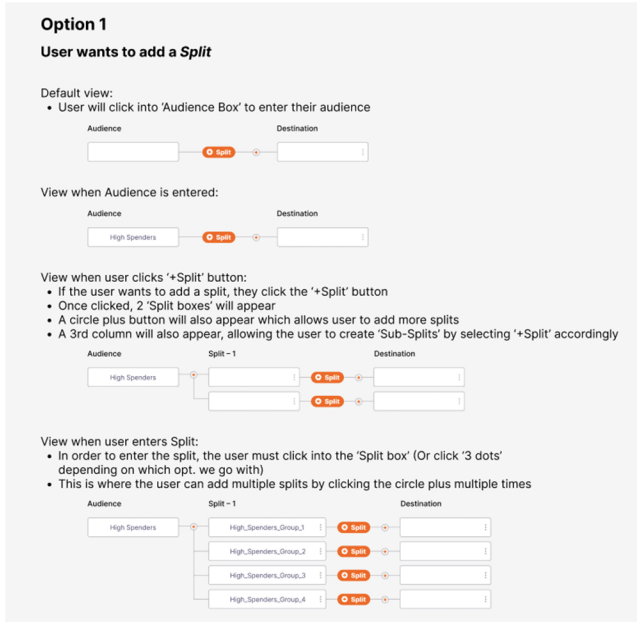 Option 1
User wants to add a Split
Default view:
• User will click into 'Audience Box' to enter their audience
Audience Destination
Split
View when Audience is entered:
Audience Destination
High Spenders Split
View when user clicks '+Split' button:
• If the user wants to add a split, they click the '+Split' button
• Once clicked, 2 'Split boxes' will appear
• A circle plus button will also appear which allows user to add more splits
• A 3rd column will also appear, allowing the user to create 'Sub-Splits' by selecting '+Split' accordingly
Audience Split – 1 Destination
High Spenders Split
Split
View when user enters Split:
• In order to enter the split, the user must click into the 'Split box' (Or click '3 dots'
depending on which opt. we go with)
• This is where the user can add multiple splits by clicking the circle plus multiple times
Audience Split – 1 Destination
High Spenders High_Spenders_Group_1 Split
High_Spenders_Group_2 Split
High_Spenders_Group_3 Split
High_Spenders_Group_4 Split